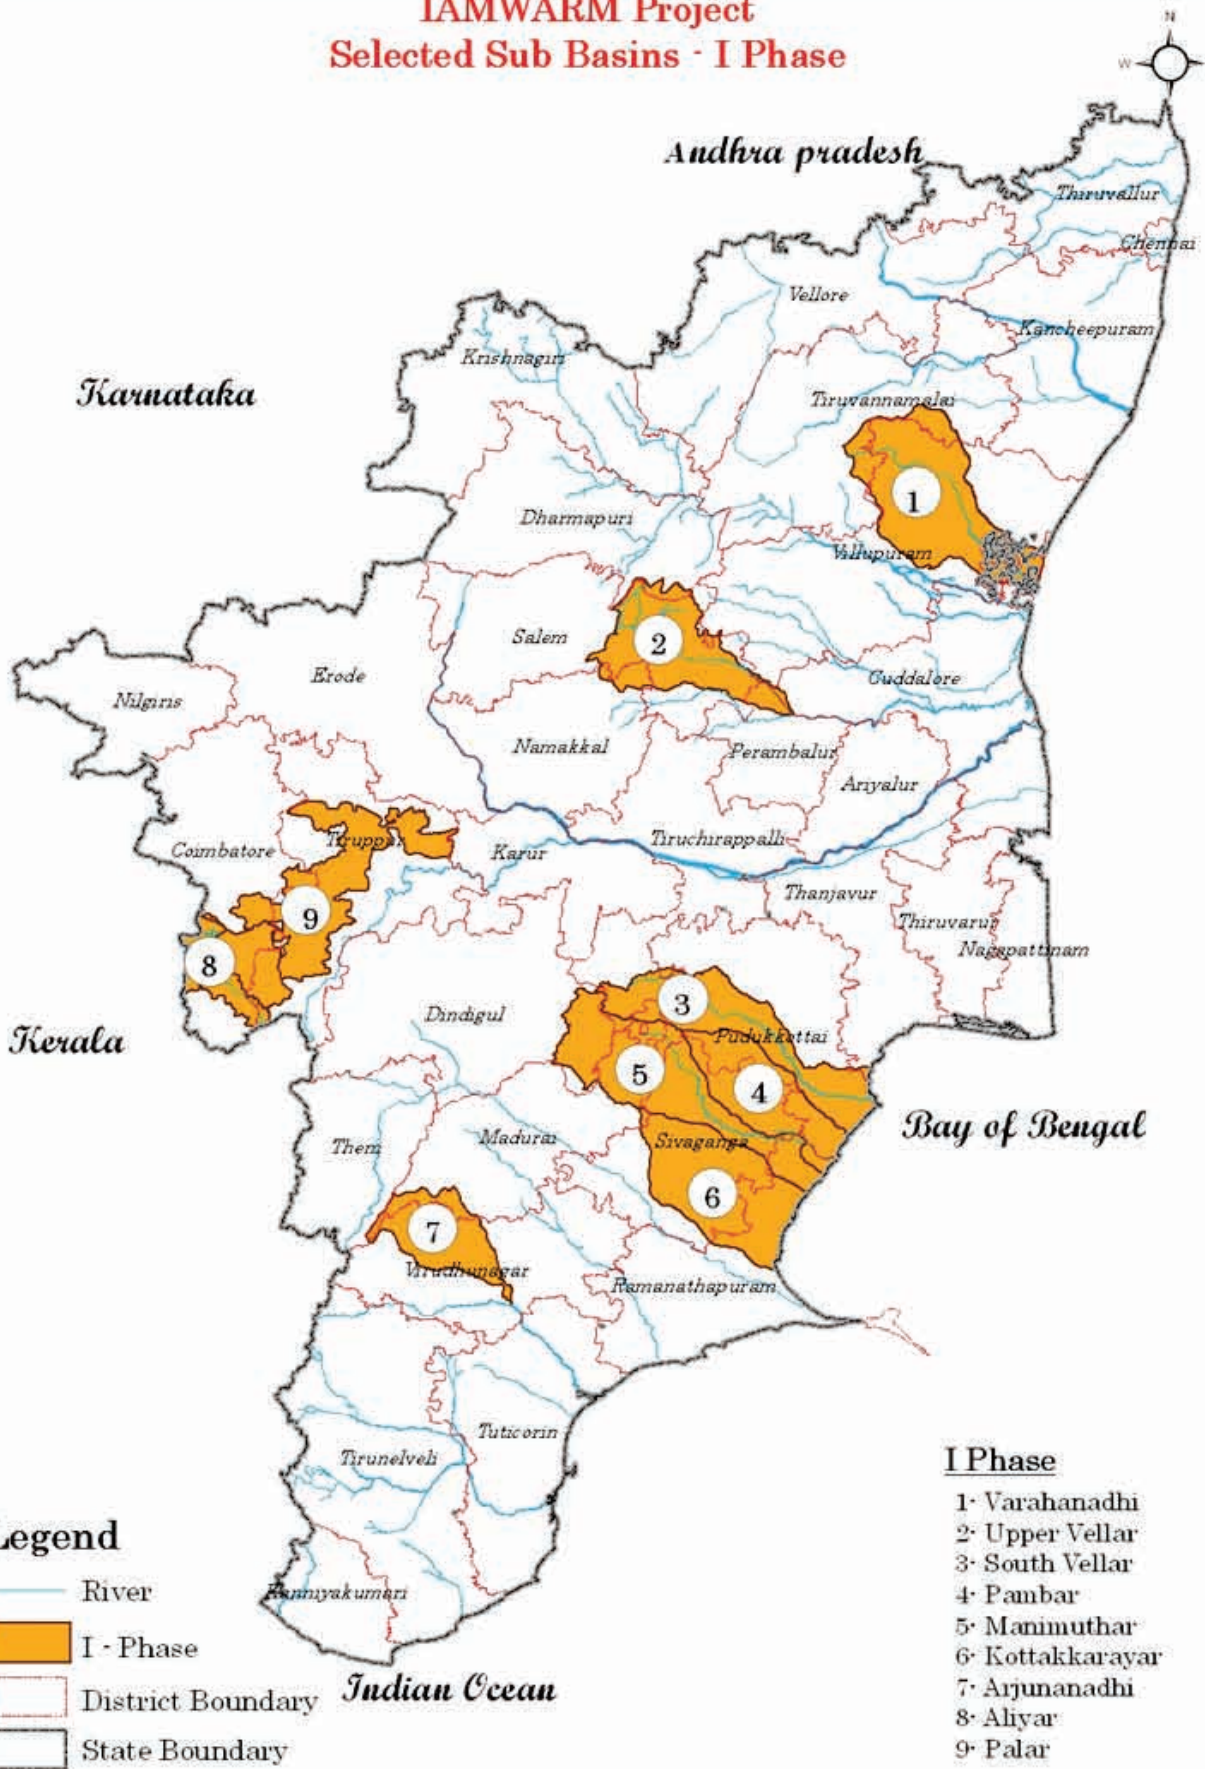 IAMWARM Project
Selected Sub Basins - I Phase
N
W
Andhra pradesh
Thiruvallur
Chennai
Vellore
Kancheepuram
Krishnagiri
Karnataka
Tiruvannamalai
1
Dharmapuri
Villupuram
Salem
2
Erode
Cuddalore
Nilgiris
Namakkal
Perambalur
Ariyalur
Tiruppur
Tiruchirappalli
Coimbatore
Karur
Thanjavur
9
Thiruvarur
Nagapattinam
8
3
Dindigul
Pudukkottai
Kerala
5
4
Bay of Bengal
Madurai
Theni
Sivaganga
6
7
Virudhunagar
Ramanathapuram
Tuticorin
Tirunelveli
Kanniyakumari
Indian Ocean
Legend
River
I - Phase
District Boundary
State Boundary
I Phase
1- Varahanadhi
2- Upper Vellar
3- South Vellar
4- Pambar
5- Manimuthar
6- Kottakkarayar
7- Arjunanadhi
8- Aliyar
9- Palar